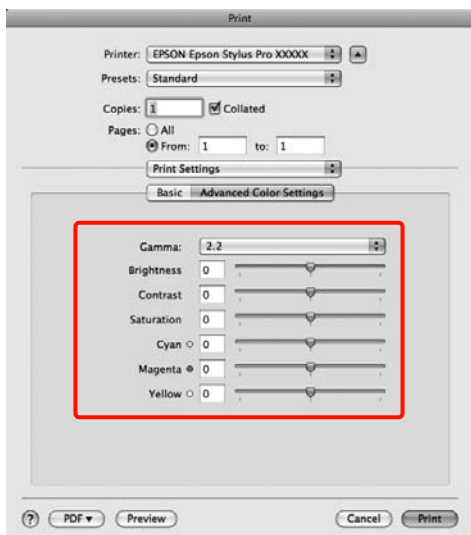 Print
Printer: EPSON Epson Stylus Pro XXXXX
Presets: Standard
Copies: 1 Collated
Pages: All
From: 1 to: 1
Print Settings
Basic Advanced Color Settings
Gamma: 2.2
Brightness 0
Contrast 0
Saturation 0
Cyan 0
Magenta 0
Yellow 0
? PDF Preview Cancel Print